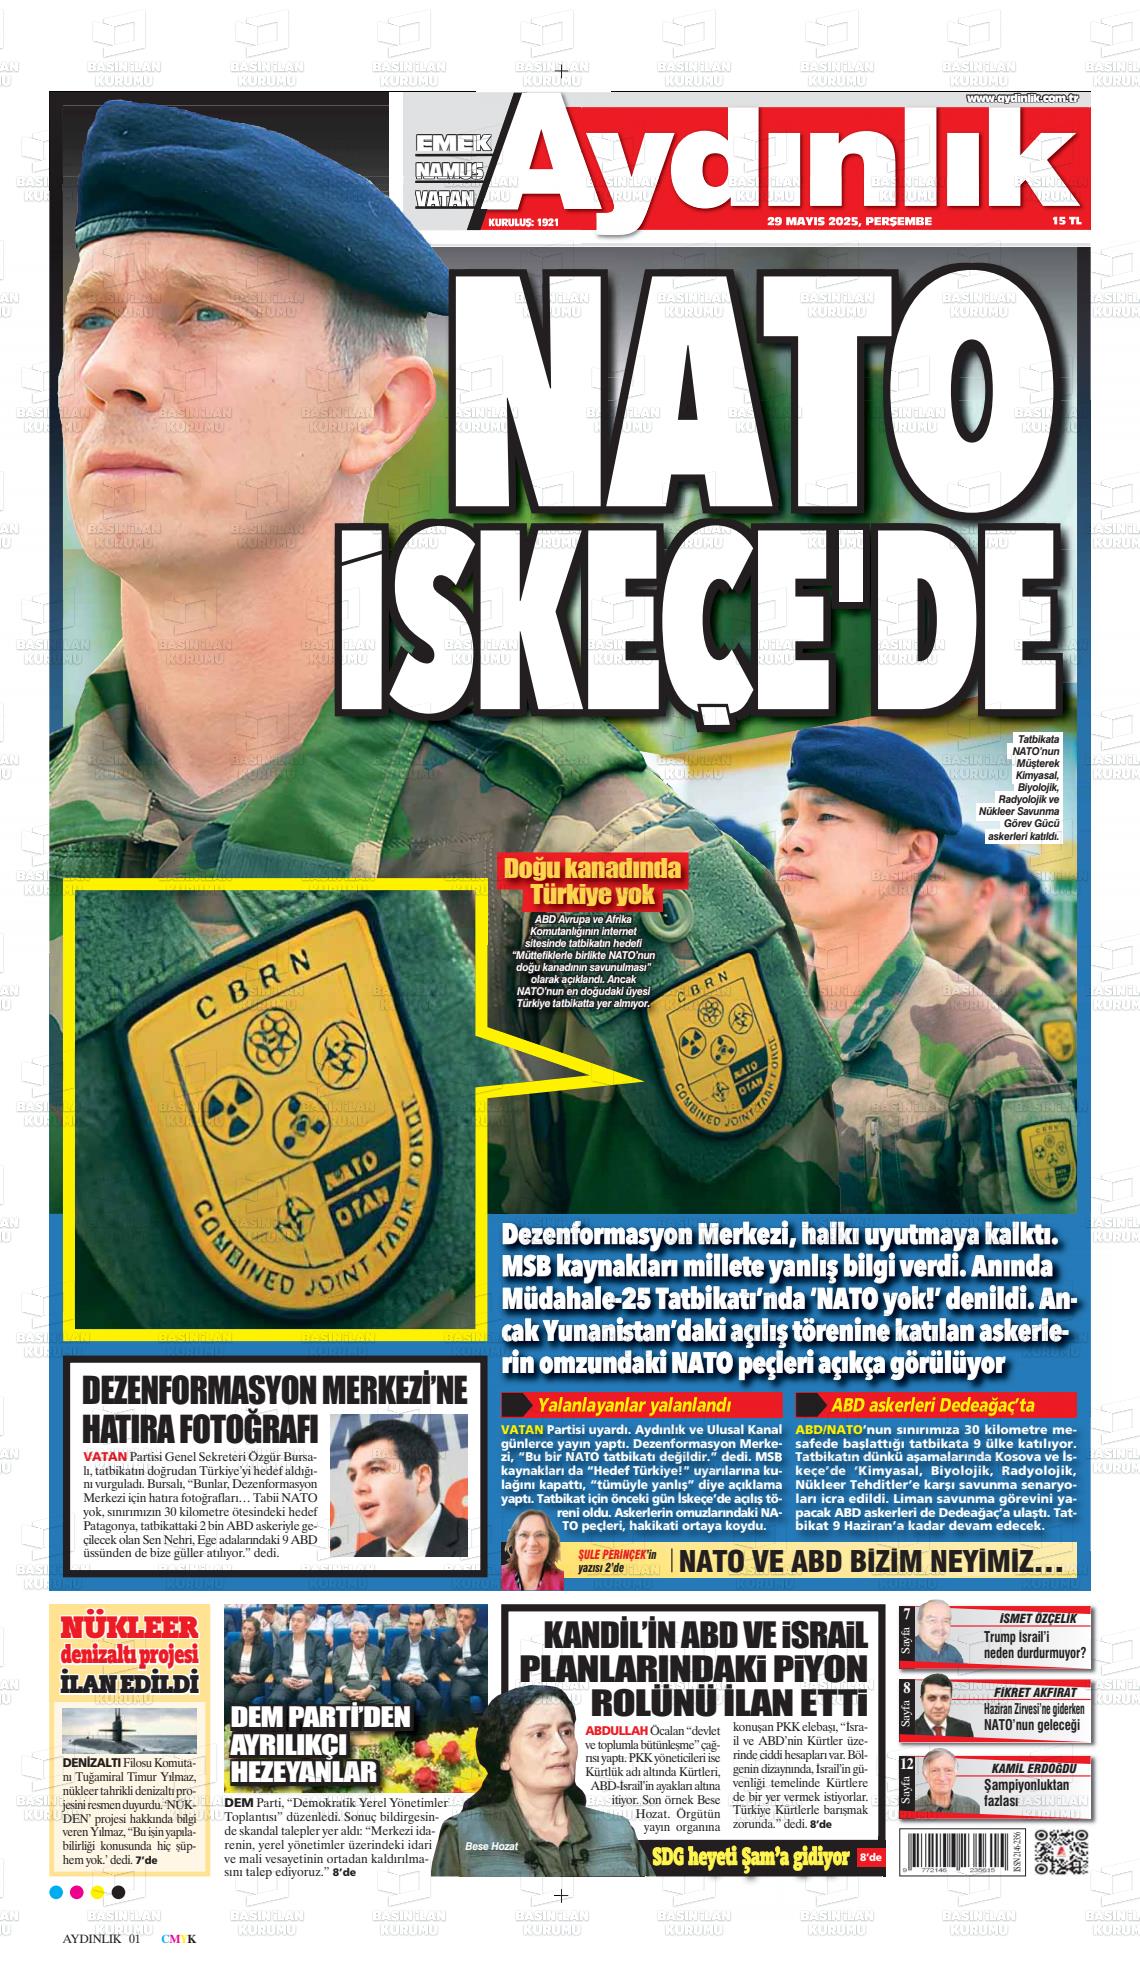 www.aydinlik.com.tr
EMEK
NAMUS
VATAN
Aydınlık
KURULUŞ: 1921
29 MAYIS 2025, PERŞEMBE
15 TL
NATO
İSKEÇE'DE
Tatbikata
NATO'nun
Müşterek
Kimyasal,
Biyolojik,
Radyolojik ve
Nükleer Savunma
Görev Gücü
askerleri katıldı.
Doğu kanadında
Türkiye yok
ABD Avrupa ve Afrika
Komutanlığının internet
sitesinde tatbikatın hedefi
"Müttefiklerle birlikte NATO'nun
doğu kanadının savunulması"
olarak açıklandı. Ancak
NATO'nun en doğudaki üyesi
Türkiye tatbikatta yer almıyor.
CBRN
NATO
OTAN
COMBINED JOINT TASK FORCE
CBRN
NATO
OTAN
COMBINED JOINT TASK FORCE
CBRN
Dezenformasyon Merkezi, halkı uyutmaya kalktı.
MSB kaynakları millete yanlış bilgi verdi. Anında
Müdahale-25 Tatbikatı'nda 'NATO yok!' denildi. An-
cak Yunanistan'daki açılış törenine katılan askerle-
rin omzundaki NATO peçleri açıkça görülüyor
DEZENFORMASYON MERKEZİ'NE
HATIRA FOTOĞRAFI
VATAN Partisi Genel Sekreteri Özgür Bursa-
lı, tatbikatın doğrudan Türkiye'yi hedef aldığı-
nı vurguladı. Bursalı, "Bunlar, Dezenformasyon
Merkezi için hatıra fotoğrafları… Tabii NATO
yok, sınırımızın 30 kilometre ötesindeki hedef
Patagonya, tatbikattaki 2 bin ABD askeriyle ge-
çilecek olan Sen Nehri, Ege adalarındaki 9 ABD
üssünden de bize güller atılıyor." dedi.
Yalanlayanlar yalanlandı
VATAN Partisi uyardı. Aydınlık ve Ulusal Kanal
günlerce yayın yaptı. Dezenformasyon Merke-
zi, "Bu bir NATO tatbikatı değildir." dedi. MSB
kaynakları da "Hedef Türkiye!" uyarılarına ku-
lağını kapattı, "tümüyle yanlış" diye açıklama
yaptı. Tatbikat için önceki gün İskeçe'de açılış tö-
reni oldu. Askerlerin omuzlarındaki NA-
TO peçleri, hakikati ortaya koydu.
ABD askerleri Dedeağaç'ta
ABD/NATO'nun sınırımıza 30 kilometre me-
safede başlattığı tatbikata 9 ülke katılıyor.
Tatbikatın dünkü aşamalarında Kosova ve İs-
keçe'de 'Kimyasal, Biyolojik, Radyolojik,
Nükleer Tehditler'e karşı savunma senaryo-
ları icra edildi. Liman savunma görevini ya-
pacak ABD askerleri de Dedeağaç'a ulaştı. Tat-
bikat 9 Haziran'a kadar devam edecek.
ŞULE PERİNÇEK'in
yazısı 2'de
NATO VE ABD BİZİM NEYİMİZ…
NÜKLEER
denizaltı projesi
İLAN EDİLDİ
DENİZALTI Filosu Komuta-
nı Tuğamiral Timur Yılmaz,
nükleer tahrikli denizaltı pro-
jesini resmen duyurdu. 'NÜK-
DEN' projesi hakkında bilgi
veren Yılmaz, "Bu işin yapıla-
bilirliği konusunda hiç şüp-
hem yok.' dedi. 7'de
DEM PARTİ'DEN
AYRILIKÇI
HEZEYANLAR
DEM Parti, "Demokratik Yerel Yönetimler
Toplantısı" düzenledi. Sonuç bildirgesin-
de skandal talepler yer aldı: "Merkezi ida-
renin, yerel yönetimler üzerindeki idari
ve mali vesayetinin ortadan kaldırılma-
sını talep ediyoruz." 8'de
KANDİL'İN ABD VE İSRAİL
PLANLARINDAKİ PİYON
ROLÜNÜ İLAN ETTİ
ABDULLAH Öcalan "devlet
ve toplumla bütünleşme" çağ-
rısı yaptı. PKK yöneticileri ise
Kürtlük adı altında Kürtleri,
ABD-İsrail'in ayakları altına
itiyor. Son örnek Bese
Hozat. Örgütün
yayın organına
konuşan PKK elebaşı, "İsra-
il ve ABD'nin Kürtler üze-
rinde ciddi hesapları var. Böl-
genin dizaynında, İsrail'in gü-
venliği temelinde Kürtlere
de bir yer vermek istiyorlar.
Türkiye Kürtlerle barışmak
zorunda." dedi. 8'de
Bese Hozat
SDG heyeti Şam'a gidiyor 8'de
Sayfa 7
İSMET ÖZÇELİK
Trump İsrail'i
neden durdurmuyor?
Sayfa 8
FİKRET AKFIRAT
Haziran Zirvesi'ne giderken
NATO'nun geleceği
Sayfa 12
KAMİL ERDOĞDU
Şampiyonluktan
fazlası
9 772146 236615
AYDINLIK 01 CMYK
BASIN İLAN
KURUMU